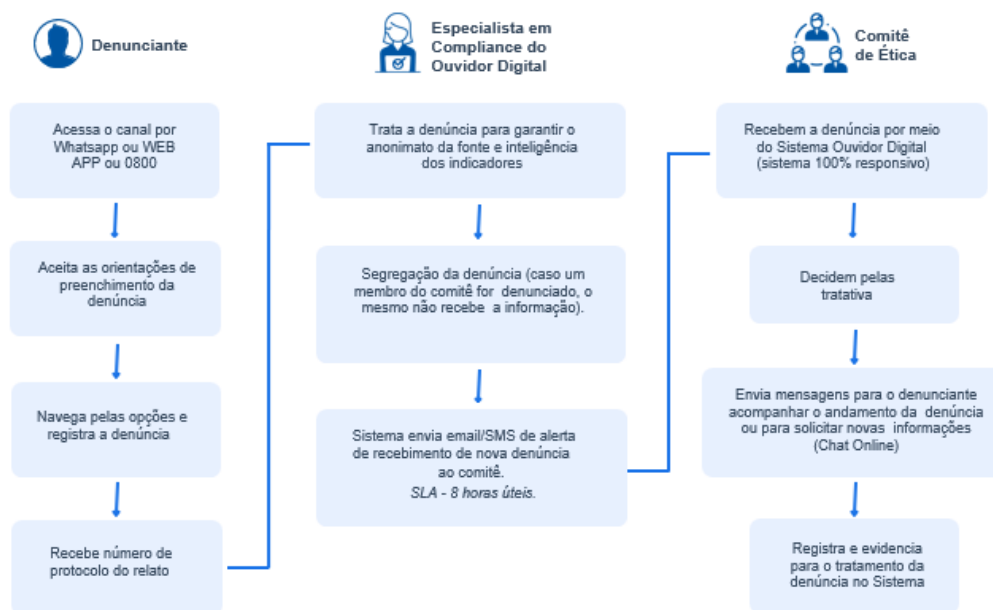 Denunciante
Acessa o canal por
Whatsapp ou WEB
APP ou 0800
Aceita as orientações de
preenchimento da
denúncia
Navega pelas opções e
registra a denúncia
Recebe número de
protocolo do relato
Especialista em
Compliance do
Ouvidor Digital
Trata a denúncia para garantir o
anonimato da fonte e inteligência
dos indicadores
Segregação da denúncia (caso um
membro do comitê for denunciado, o
mesmo não recebe a informação).
Sistema envia email/SMS de alerta
de recebimento de nova denúncia
ao comitê.
SLA - 8 horas úteis.
Comitê
de Ética
Recebem a denúncia por meio
do Sistema Ouvidor Digital
(sistema 100% responsivo)
Decidem pelas
tratativa
Envia mensagens para o denunciante
acompanhar o andamento da denúncia
ou para solicitar novas informações
(Chat Online)
Registra e evidencia
para o tratamento da
denúncia no Sistema